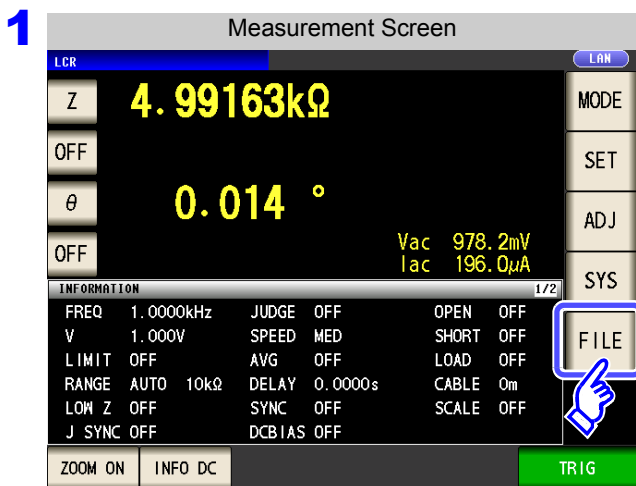 1
Measurement Screen
LCR
LAN
Z
4.99163kΩ
MODE
OFF
SET
θ
0.014 °
ADJ
OFF
Vac 978.2mV
Iac 196.0μA
SYS
INFORMATION 1/2
FREQ 1.0000kHz JUDGE OFF OPEN OFF
V 1.000V SPEED MED SHORT OFF
FILE
LIMIT OFF AVG OFF LOAD OFF
RANGE AUTO 10kΩ DELAY 0.0000s CABLE 0m
LOW Z OFF SYNC OFF SCALE OFF
J SYNC OFF DCBIAS OFF
ZOOM ON INFO DC TRIG